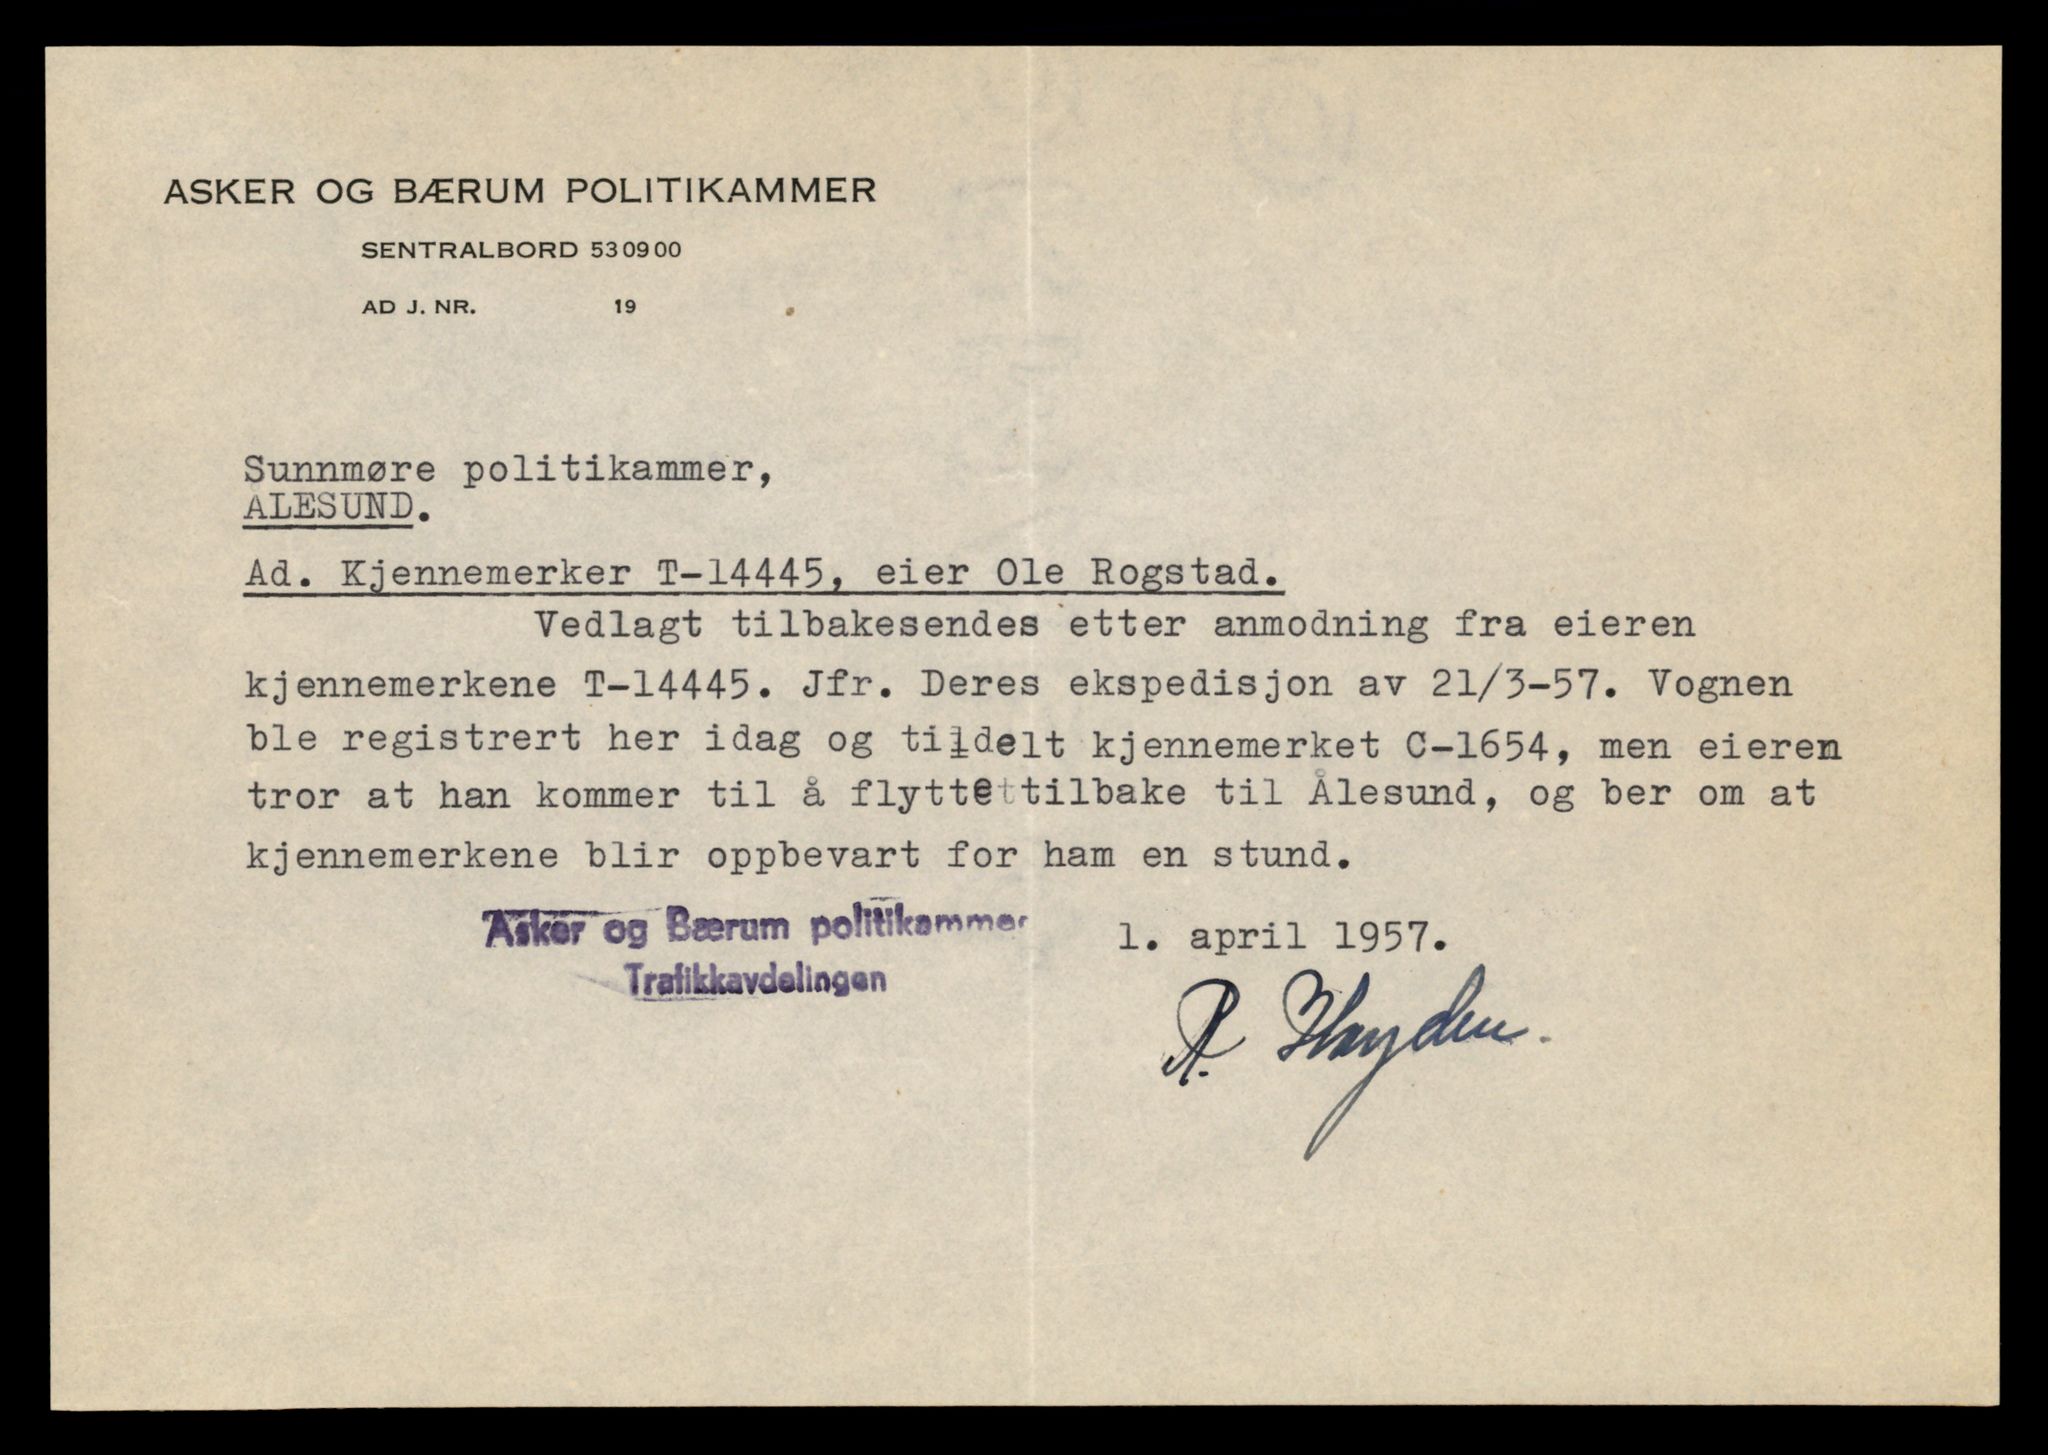 ASKER OG BÆRUM POLITIKAMMER
SENTRALBORD 530900
AD J. NR. 19
Sunnmøre politikammer,
ALESUND.
Ad. Kjennemerker T-14445, eier Ole Rogstad.
Vedlagt tilbakesendes etter anmodning fra eieren
kjennemerkene T-14445. Jfr. Deres ekspedisjon av 21/3-57. Vognen
ble registrert her idag og tildelt kjennemerket C-1654, men eieren
tror at han kommer til å flytte tilbake til Ålesund, og ber om at
kjennemerkene blir oppbevart for ham en stund.
Asker og Bærum politikammer 1. april 1957.
Trafikkavdelingen